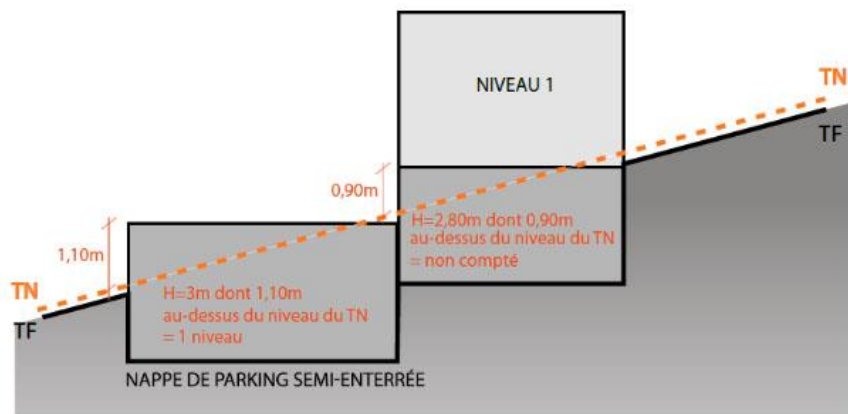 NIVEAU 1
TN
TF
0,90m
H=2,80m dont 0,90m
au-dessus du niveau du TN
= non compté
1,10m
TN
TF
H=3m dont 1,10m
au-dessus du niveau du TN
= 1 niveau
NAPPE DE PARKING SEMI-ENTERRÉE